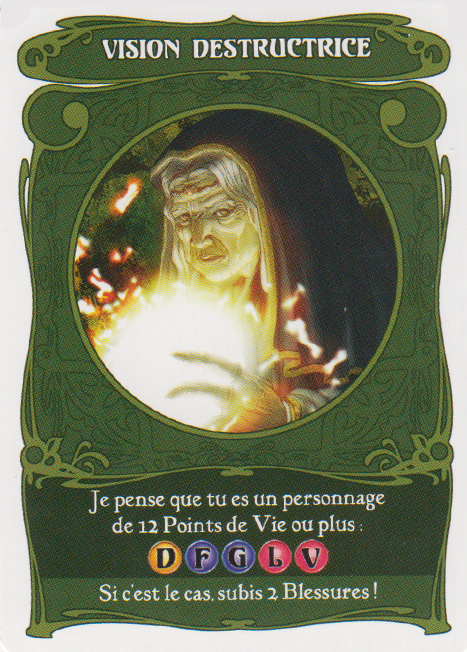 VISION DESTRUCTRICE
Je pense que tu es un personnage
de 12 Points de Vie ou plus :
D F G L V
Si c'est le cas, subis 2 Blessures !